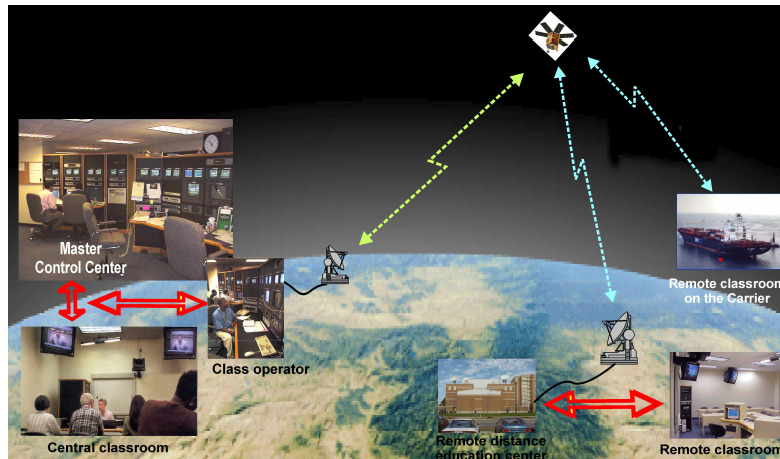 Master
Control Center
Remote classroom
on the Carrier
Class operator
Central classroom
Remote distance
education center
Remote classroom